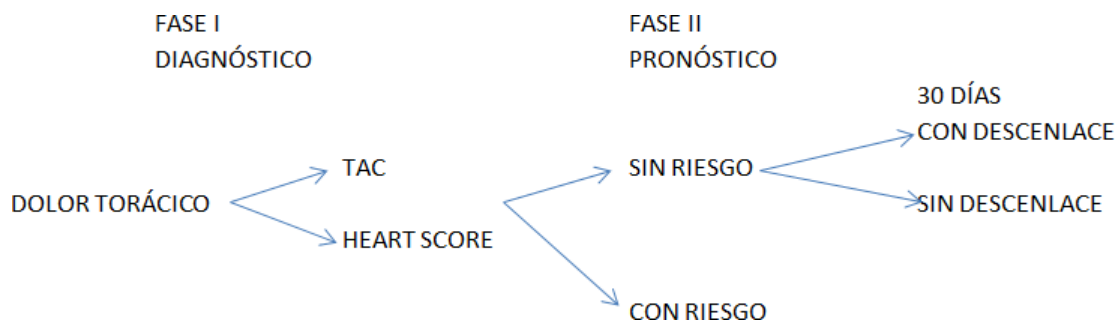 FASE I
DIAGNÓSTICO
FASE II
PRONÓSTICO
30 DÍAS
CON DESCENLACE
TAC
SIN RIESGO
DOLOR TORÁCICO
SIN DESCENLACE
HEART SCORE
CON RIESGO